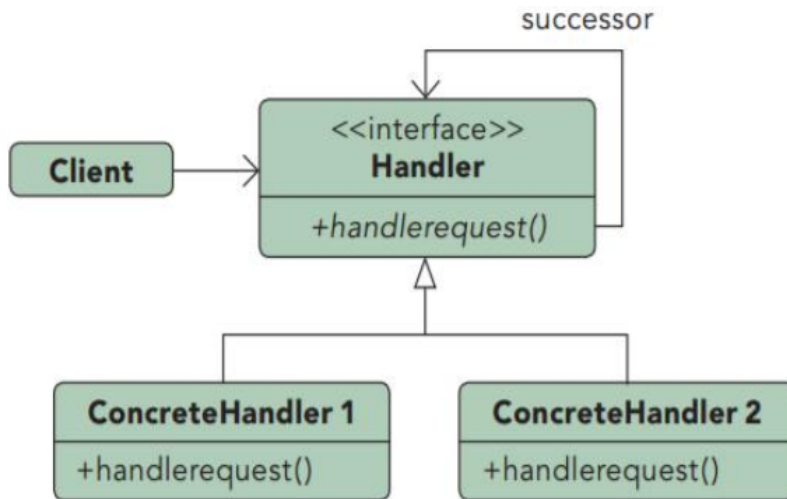 successor
<<interface>>
Handler
Client
+handlerequest()
ConcreteHandler 1
+handlerequest()
ConcreteHandler 2
+handlerequest()